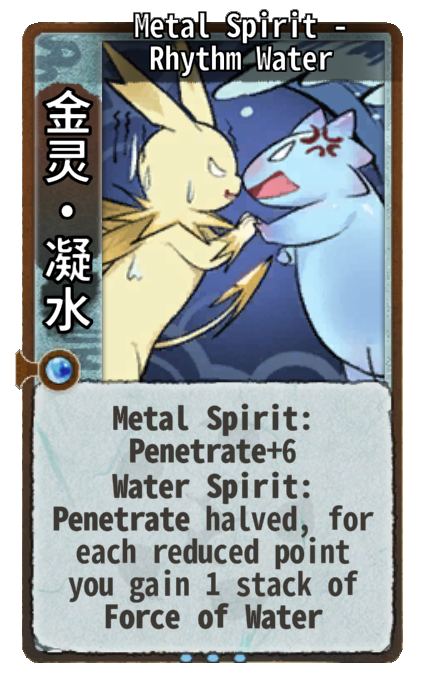 Metal Spirit -
Rhythm Water
金灵·凝水
Metal Spirit:
Penetrate+6
Water Spirit:
Penetrate halved, for
each reduced point
you gain 1 stack of
Force of Water